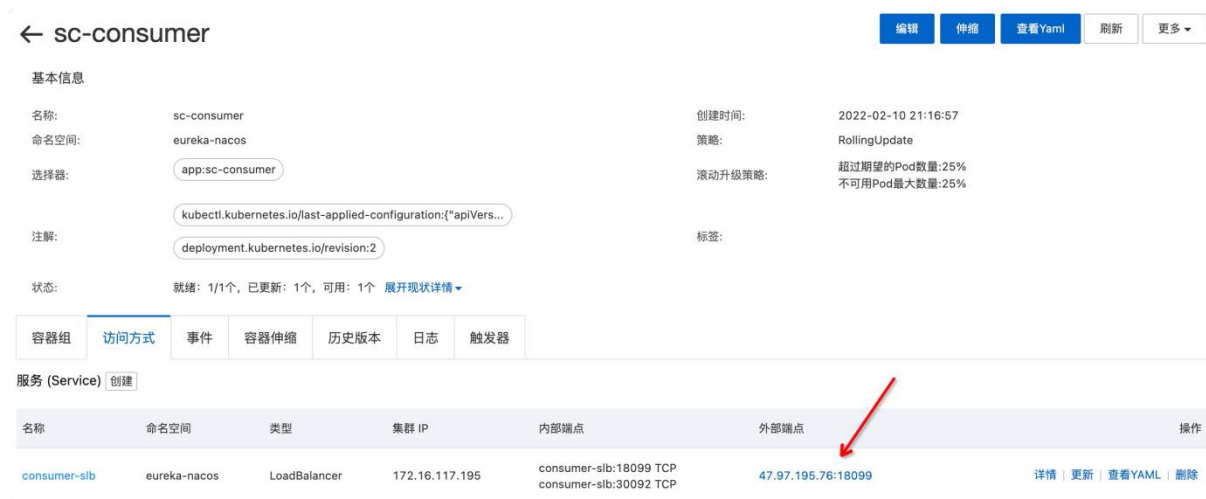 ← sc-consumer
编辑 伸缩 查看Yaml 刷新 更多
基本信息
名称: sc-consumer 创建时间: 2022-02-10 21:16:57
命名空间: eureka-nacos 策略: RollingUpdate
选择器: app:sc-consumer 滚动升级策略: 超过期望的Pod数量:25%
不可用Pod最大数量:25%
kubectl.kubernetes.io/last-applied-configuration:{"apiVers...
注解: 标签:
deployment.kubernetes.io/revision:2
状态: 就绪: 1/1个, 已更新: 1个, 可用: 1个 展开现状详情
容器组 访问方式 事件 容器伸缩 历史版本 日志 触发器
服务 (Service) 创建
名称 命名空间 类型 集群 IP 内部端点 外部端点 操作
consumer-slb eureka-nacos LoadBalancer 172.16.117.195 consumer-slb:18099 TCP 47.97.195.76:18099 详情 | 更新 | 查看YAML | 删除
consumer-slb:30092 TCP